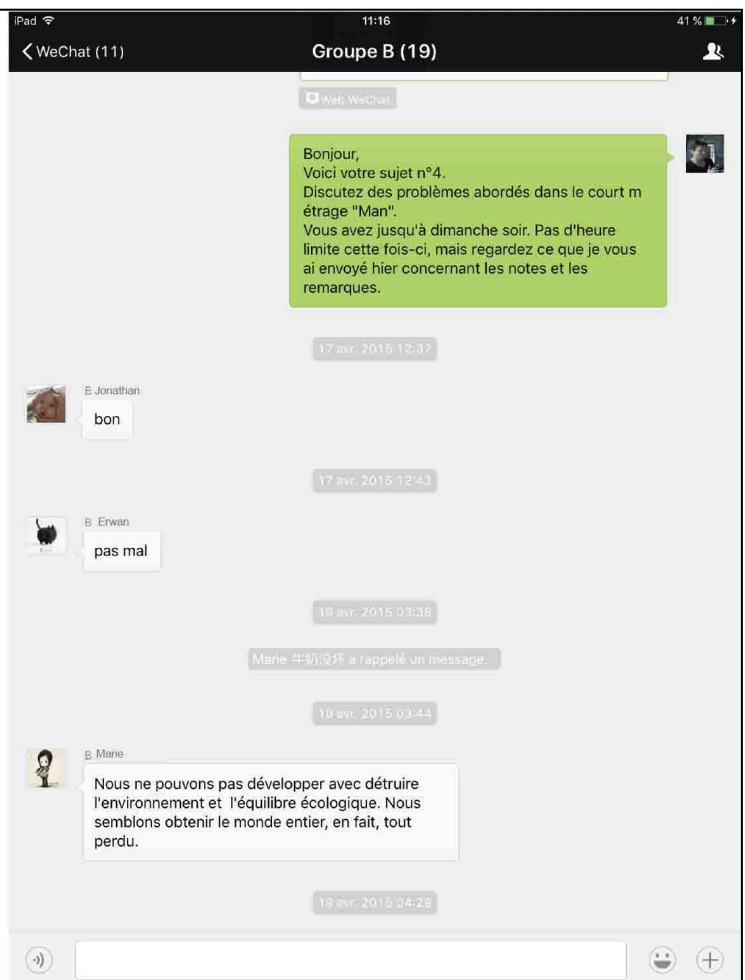 iPad
11:16
41 %
WeChat (11)
Groupe B (19)
Web WeChat
Bonjour,
Voici votre sujet n°4.
Discutez des problèmes abordés dans le court m
étrage "Man".
Vous avez jusqu'à dimanche soir. Pas d'heure
limite cette fois-ci, mais regardez ce que je vous
ai envoyé hier concernant les notes et les
remarques.
17 avr. 2015 12:37
B Jonathan
bon
17 avr. 2015 12:43
B Erwan
pas mal
19 avr. 2015 03:38
Marie 牛奶没坏 a rappelé un message.
19 avr. 2015 03:44
B Marie
Nous ne pouvons pas développer avec détruire
l'environnement et l'équilibre écologique. Nous
semblons obtenir le monde entier, en fait, tout
perdu.
19 avr. 2015 04:29